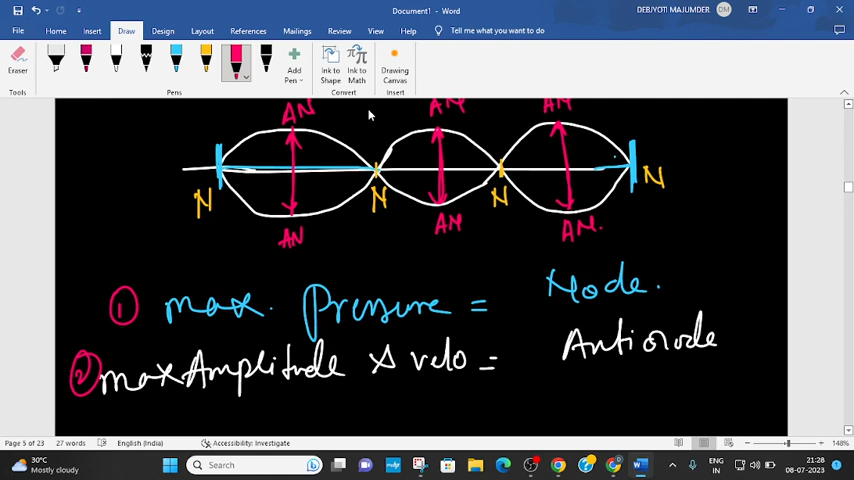 Document1 - Word
DEBJYOTI MAJUMDER DM
File Home Insert Draw Design Layout References Mailings Review View Help Tell me what you want to do
Eraser
Add Pen
Ink to Shape
Ink to Math
Drawing Canvas
Tools Pens Convert Insert
AN AN AN
N N N N
AN AN AN.
① max. Pressure = Node.
② max Amplitude & velo = Antinode
Page 5 of 23 27 words English (India) Accessibility: Investigate 148%
30°C
Mostly cloudy
Search
ENG
IN
21:28
08-07-2023